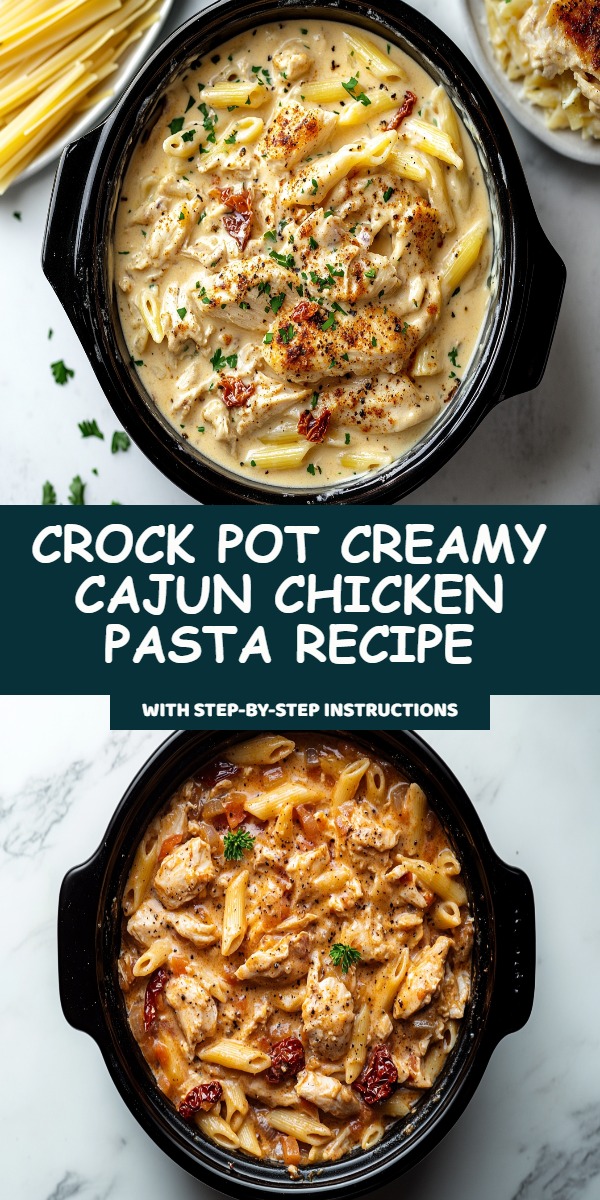 CROCK POT CREAMY
CAJUN CHICKEN
PASTA RECIPE
WITH STEP-BY-STEP INSTRUCTIONS